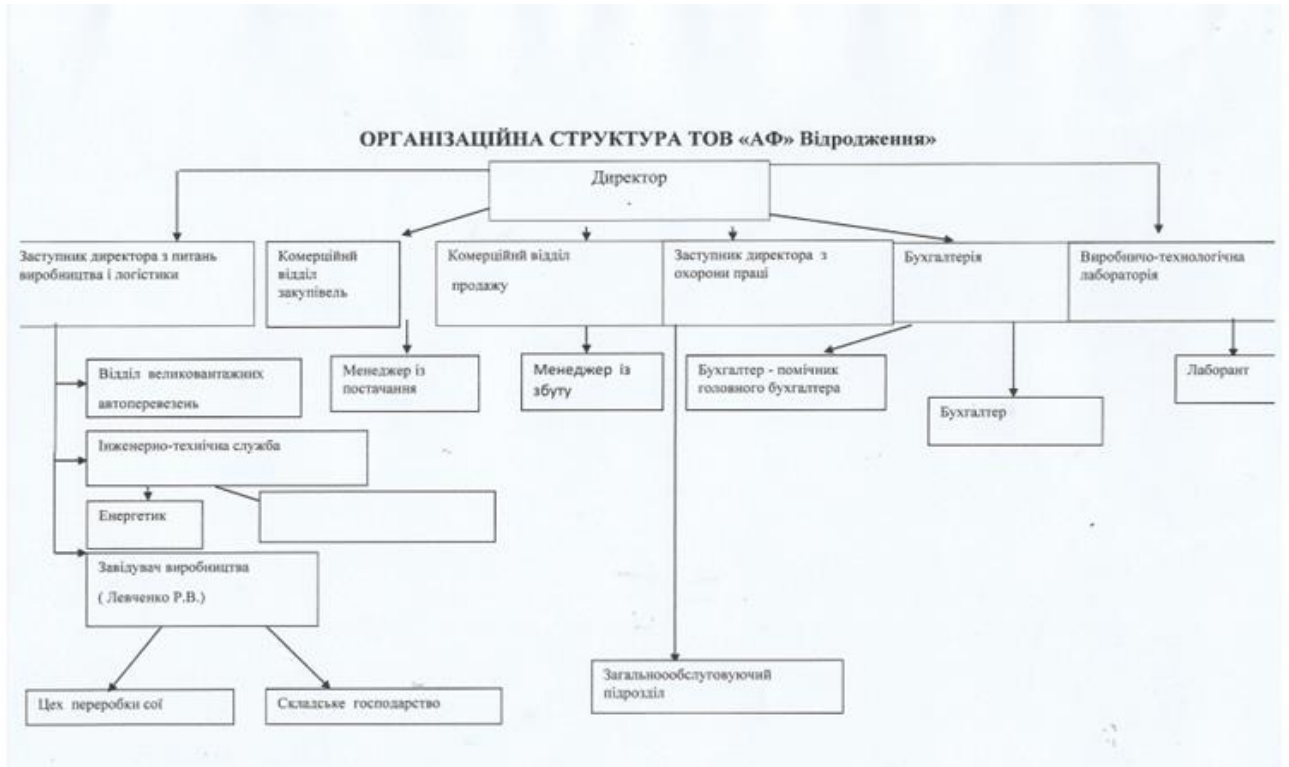 ОРГАНІЗАЦІЙНА СТРУКТУРА ТОВ «АФ» Відродження»
Директор
Заступник директора з питань
виробництва і логістики
Комерційнй
відділ
закупівель
Комерційнй відділ
продажу
Заступник директора з
охорони праці
Бухгалтерія
Виробничо-технологічна
лабораторія
Відділ великовантажних
автоперевезень
Менеджер із
постачання
Менеджер із
збуту
Бухгалтер - помічник
головного бухгалтера
Бухгалтер
Лаборант
Інженерно-технічна служба
Енергетик
Завідувач виробництва
( Левченко Р.В.)
Цех переробки сої
Складське господарство
Загальноообслуговуючий
підрозділ